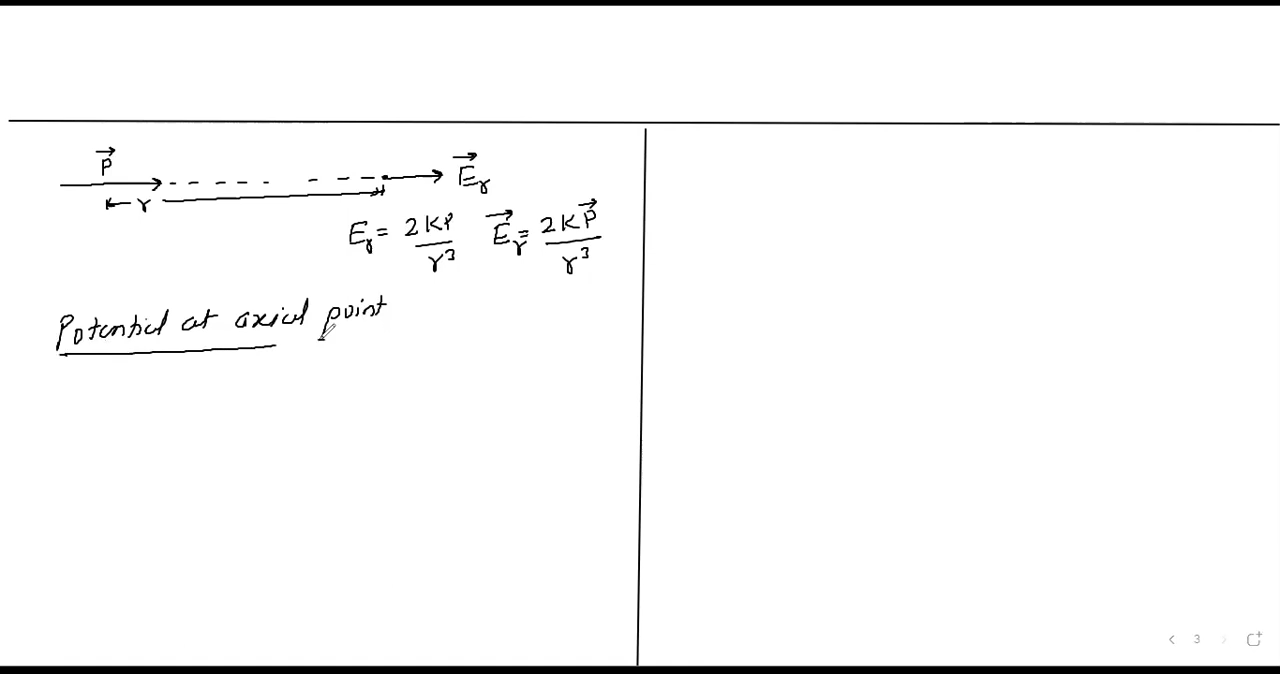 P⃗
r
E⃗ᵣ
Eᵣ = 2KP/r³ E⃗ᵣ = 2KP⃗/r³
Potential at axial point
< 3 >